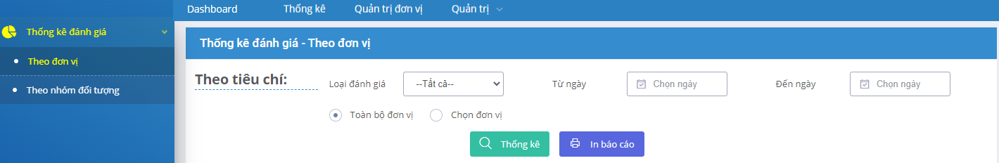 Dashboard Thống kê Quản trị đơn vị Quản trị
Thống kê đánh giá
Theo đơn vị
Theo nhóm đối tượng
Thống kê đánh giá - Theo đơn vị
Theo tiêu chí:
Loại đánh giá --Tất cả-- Từ ngày Chọn ngày Đến ngày Chọn ngày
Toàn bộ đơn vị Chọn đơn vị
Thống kê In báo cáo